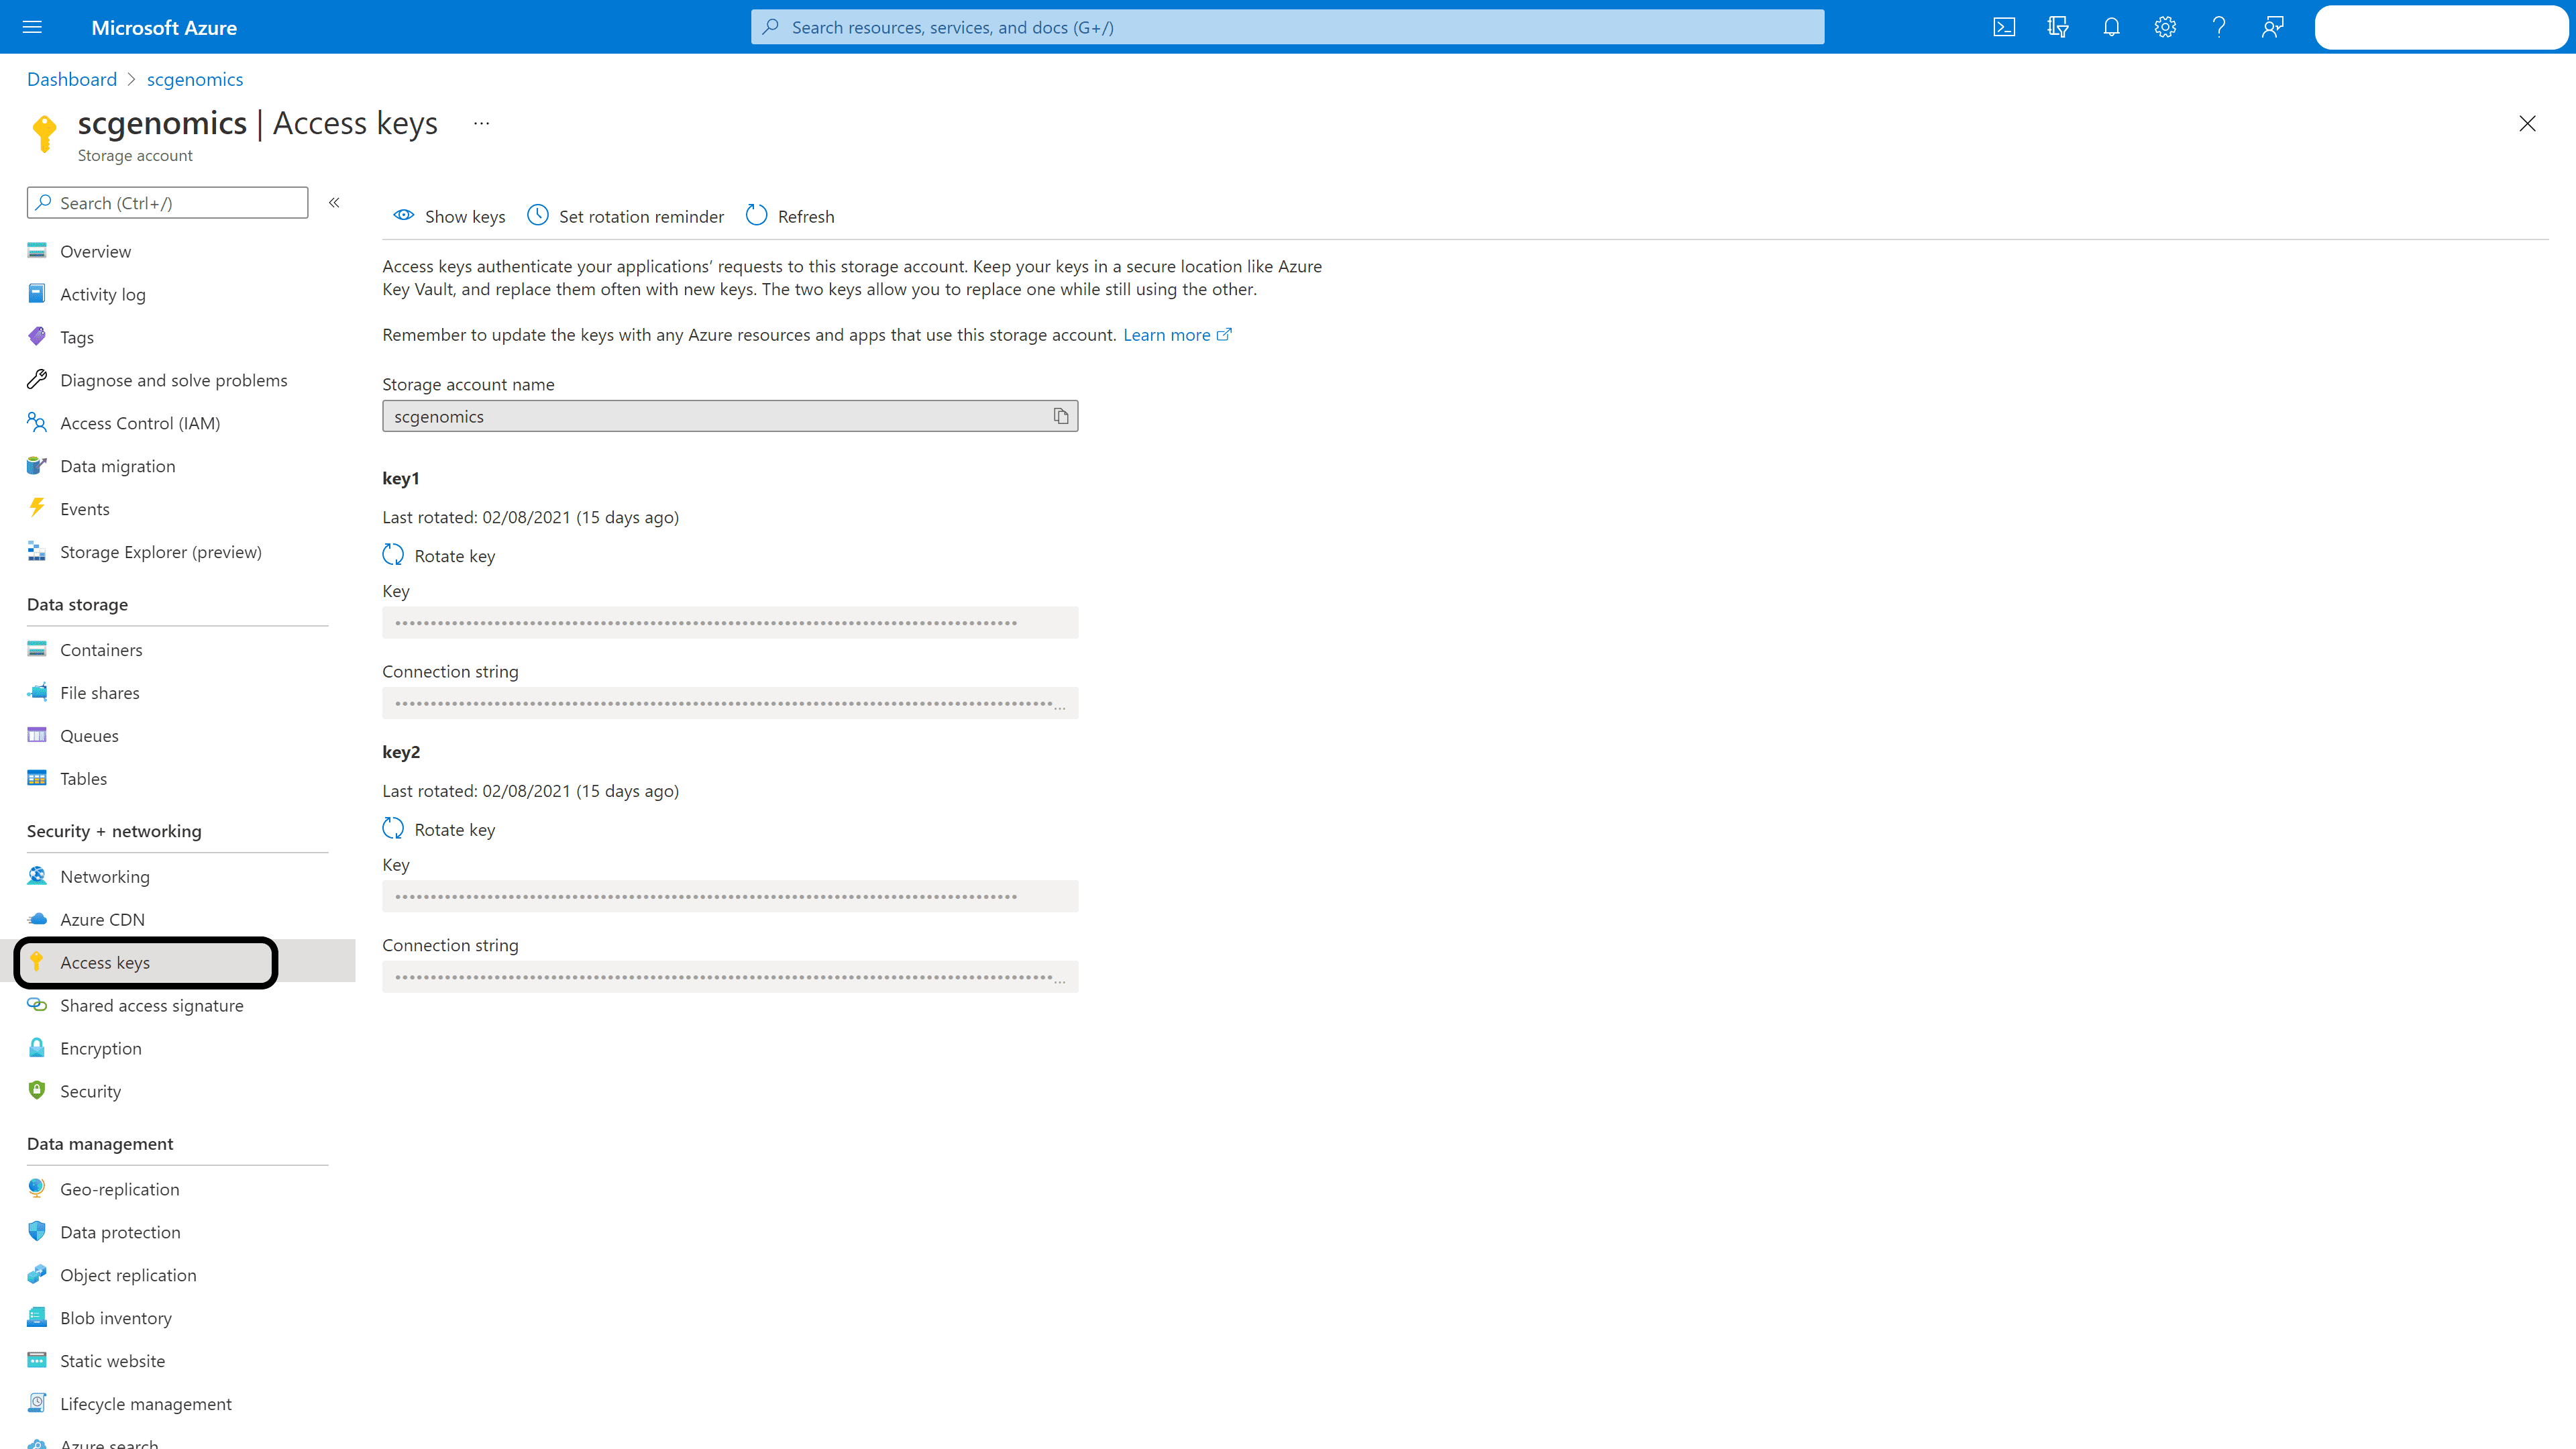 Microsoft Azure
Search resources, services, and docs (G+/)
Dashboard > scgenomics
scgenomics | Access keys ...
Storage account
Search (Ctrl+/)
«
Overview
Activity log
Tags
Diagnose and solve problems
Access Control (IAM)
Data migration
Events
Storage Explorer (preview)
Data storage
Containers
File shares
Queues
Tables
Security + networking
Networking
Azure CDN
Access keys
Shared access signature
Encryption
Security
Data management
Geo-replication
Data protection
Object replication
Blob inventory
Static website
Lifecycle management
Azure search
Show keys
Set rotation reminder
Refresh
Access keys authenticate your applications’ requests to this storage account. Keep your keys in a secure location like Azure
Key Vault, and replace them often with new keys. The two keys allow you to replace one while still using the other.
Remember to update the keys with any Azure resources and apps that use this storage account. Learn more
Storage account name
scgenomics
key1
Last rotated: 02/08/2021 (15 days ago)
Rotate key
Key
Connection string
key2
Last rotated: 02/08/2021 (15 days ago)
Rotate key
Key
Connection string